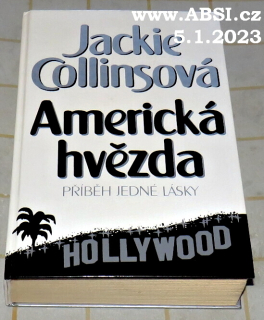 www.ABSI.cz
5.1.2023
Jackie
Collinsová
Americká
hvězda
PŘÍBĚH JEDNÉ LÁSKY
HOLLYWOOD